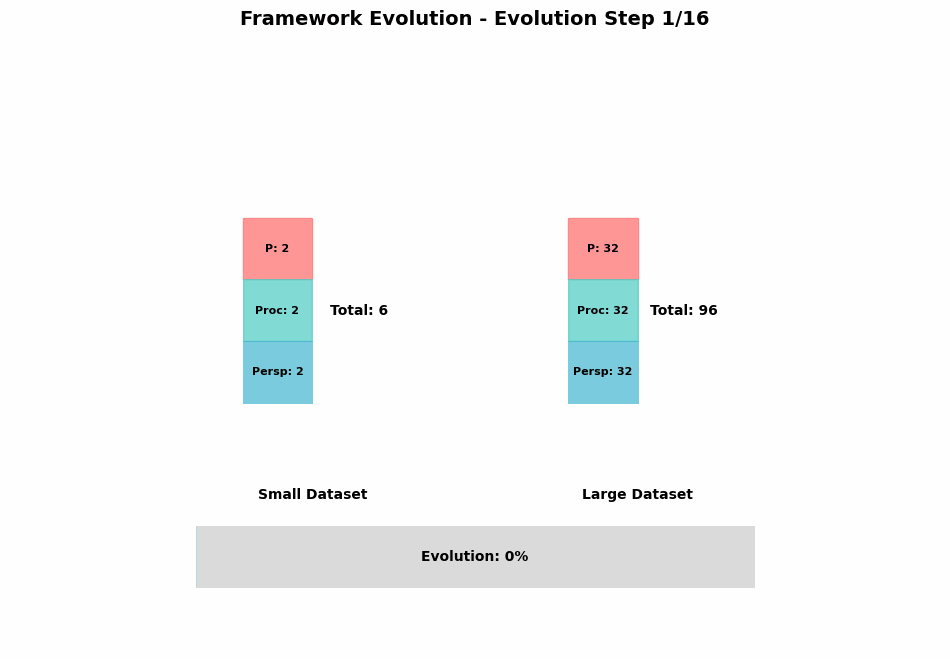 Framework Evolution - Evolution Step 1/16
P: 2
P: 32
Proc: 2
Total: 6
Proc: 32
Total: 96
Persp: 2
Persp: 32
Small Dataset
Large Dataset
Evolution: 0%